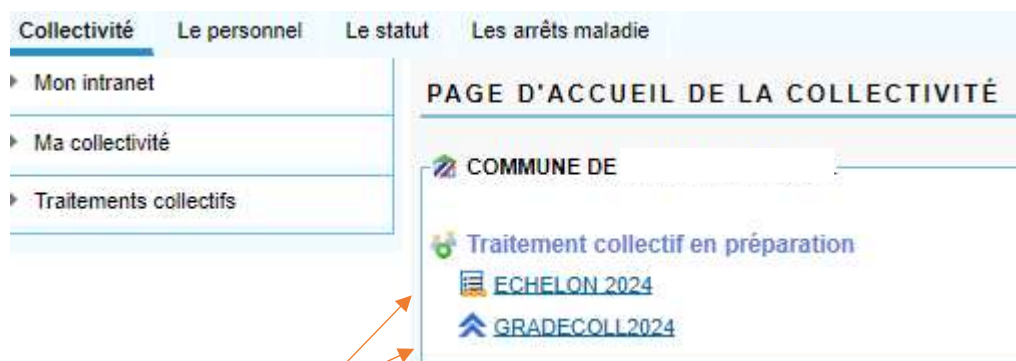 Collectivité Le personnel Le statut Les arrêts maladie
Mon intranet
Ma collectivité
Traitements collectifs
PAGE D'ACCUEIL DE LA COLLECTIVITÉ
COMMUNE DE
Traitement collectif en préparation
ECHELON 2024
GRADECOLL2024